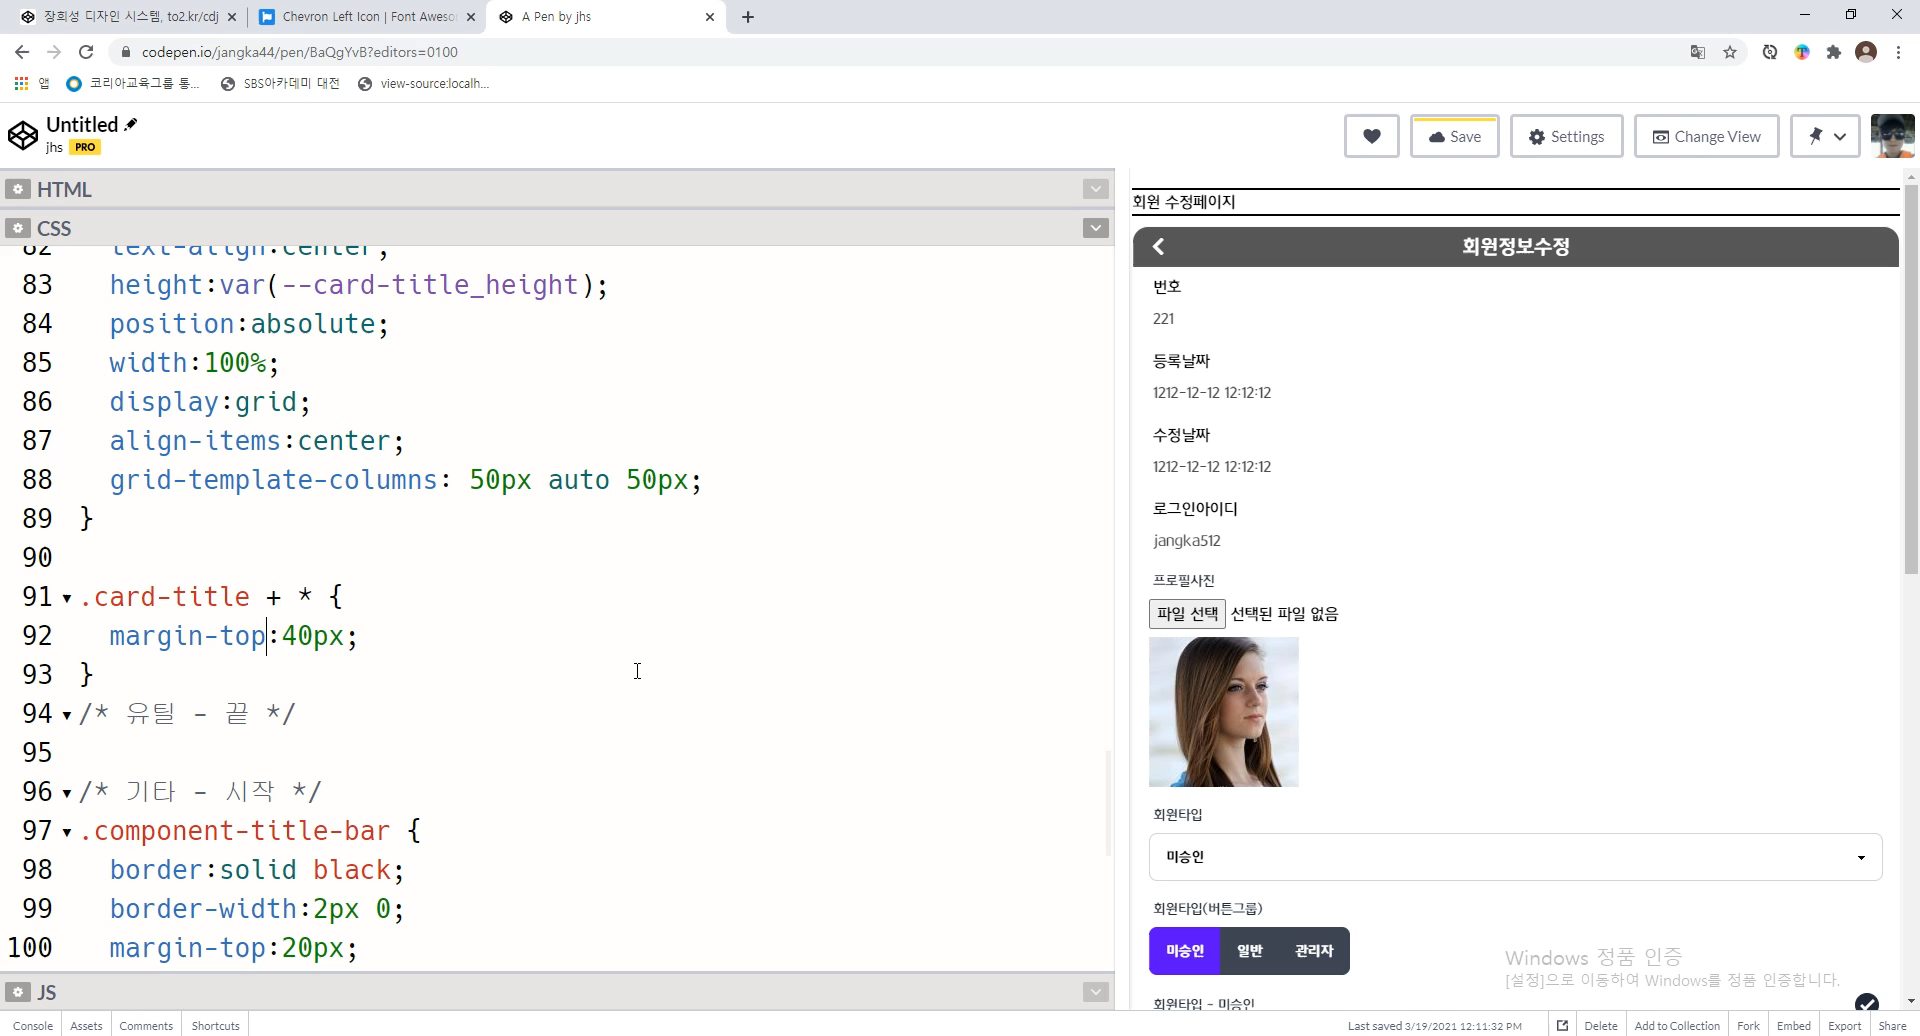 장희성 디자인 시스템, to2.kr/cdj
Chevron Left Icon | Font Aweso
A Pen by jhs
codepen.io/jangka44/pen/BaQgYvB?editors=0100
앱
코리아교육그룹 통...
SBS아카데미 대전
view-source:localh...
Untitled
jhs PRO
Save
Settings
Change View
HTML
CSS
82 text-align:center;
83 height:var(--card-title_height);
84 position:absolute;
85 width:100%;
86 display:grid;
87 align-items:center;
88 grid-template-columns: 50px auto 50px;
89 }
90
91 .card-title + * {
92 margin-top:40px;
93 }
94 /* 유틸 - 끝 */
95
96 /* 기타 - 시작 */
97 .component-title-bar {
98 border:solid black;
99 border-width:2px 0;
100 margin-top:20px;
JS
회원 수정페이지
회원정보수정
번호
221
등록날짜
1212-12-12 12:12:12
수정날짜
1212-12-12 12:12:12
로그인아이디
jangka512
프로필사진
파일 선택 선택된 파일 없음
회원타입
미승인
회원타입(버튼그룹)
미승인 일반 관리자
회원타입 - 미승인
Windows 정품 인증
[설정]으로 이동하여 Windows를 정품 인증합니다.
Console Assets Comments Shortcuts
Last saved 3/19/2021 12:11:32 PM
Delete Add to Collection Fork Embed Export Share